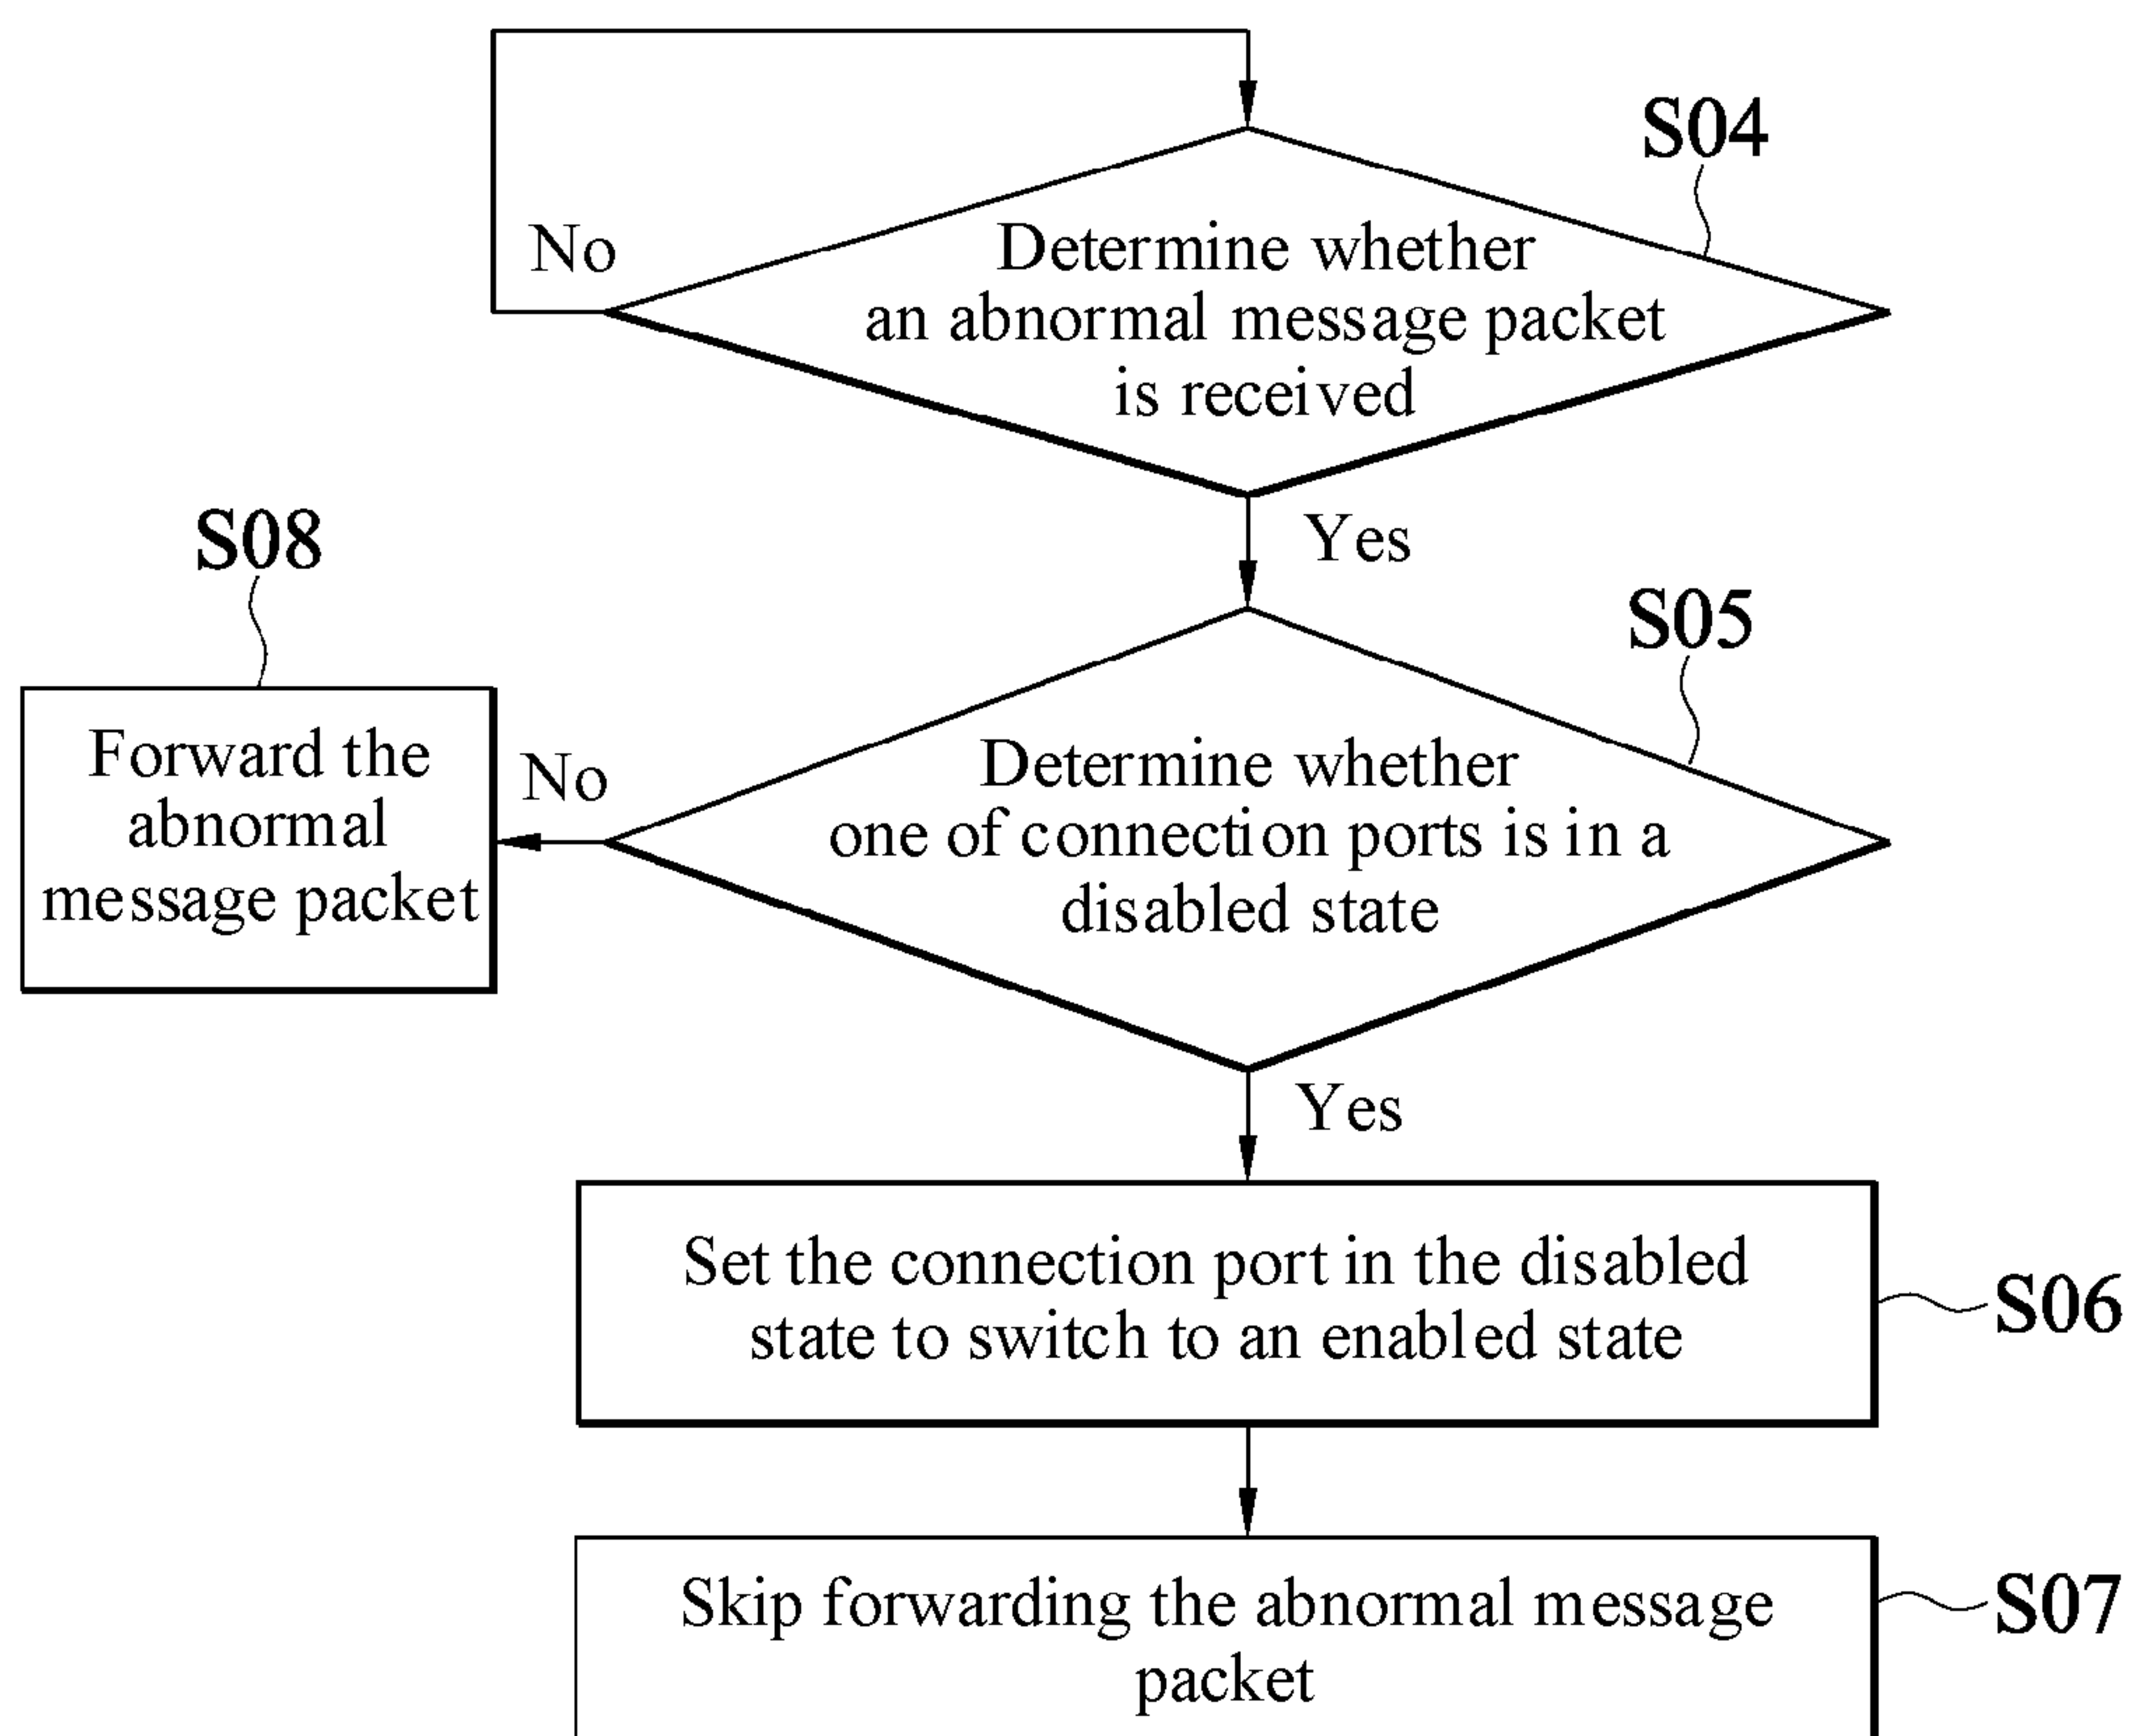 S04
No
Determine whether
an abnormal message packet
is received
Yes
S08
S05
Forward the
abnormal
message packet
No
Determine whether
one of connection ports is in a
disabled state
Yes
Set the connection port in the disabled
state to switch to an enabled state
S06
Skip forwarding the abnormal message
packet
S07